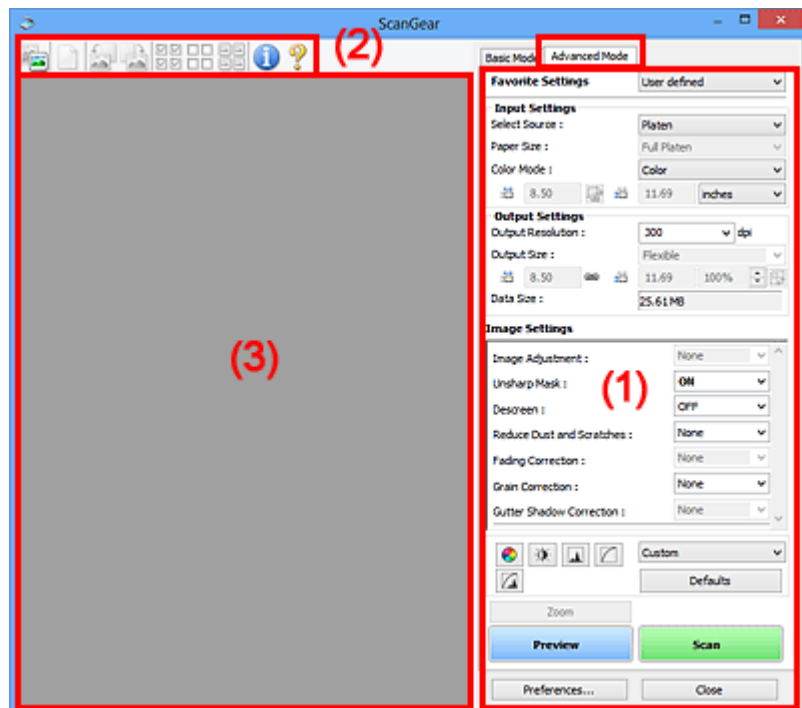 ScanGear
(2)
Basic Mode Advanced Mode
Favorite Settings User defined
Input Settings
Select Source : Platen
Paper Size : Full Platen
Color Mode : Color
8.50 11.69 inches
Output Settings
Output Resolution : 300 dpi
Output Size : Flexible
8.50 11.69 100%
Data Size : 25.61MB
Image Settings
Image Adjustment : None
Unsharp Mask : ON
Descreen : OFF
Reduce Dust and Scratches : None
Fading Correction : None
Grain Correction : None
Gutter Shadow Correction : None
(3)
(1)
Custom
Defaults
Zoom
Preview Scan
Preferences... Close